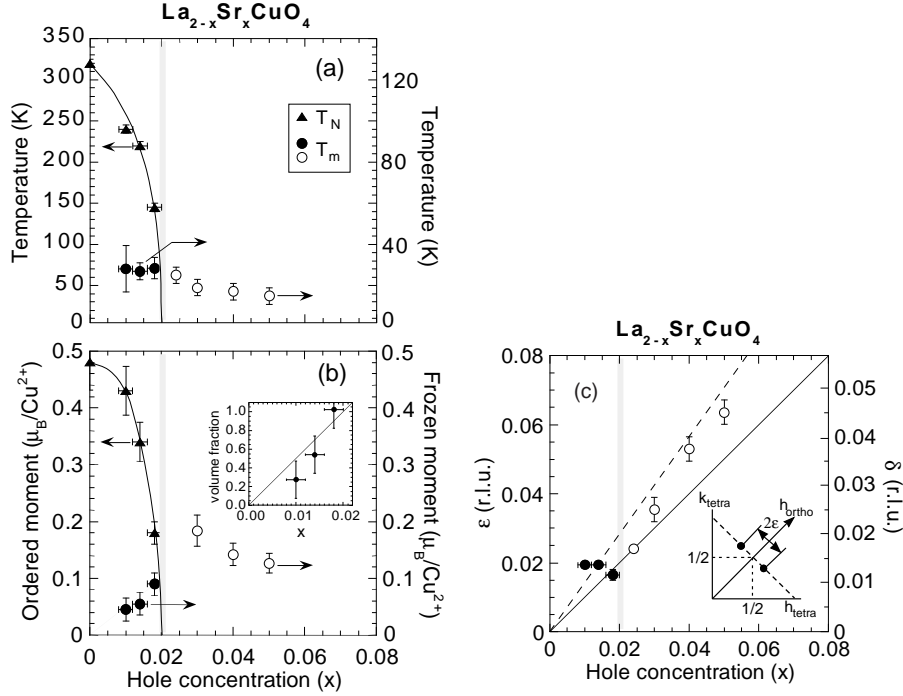 La2-xSrxCuO4
(a)
Temperature (K)
350
300
250
200
150
100
50
0
TN
Tm
120
80
40
0
Temperature (K)
(b)
Ordered moment (μB/Cu2+)
0.5
0.4
0.3
0.2
0.1
0
volume fraction
1.0
0.8
0.6
0.4
0.2
0.0
0.00 0.01 0.02
x
0.5
0.4
0.3
0.2
0.1
0
Frozen moment (μB/Cu2+)
0 0.02 0.04 0.06 0.08
Hole concentration (x)
La2-xSrxCuO4
(c)
ε (r.l.u.)
0.08
0.06
0.04
0.02
0
ktetra
hortho
2ε
1/2
1/2
htetra
0.05
0.04
0.03
0.02
0.01
0
δ (r.l.u.)
0 0.02 0.04 0.06 0.08
Hole concentration (x)